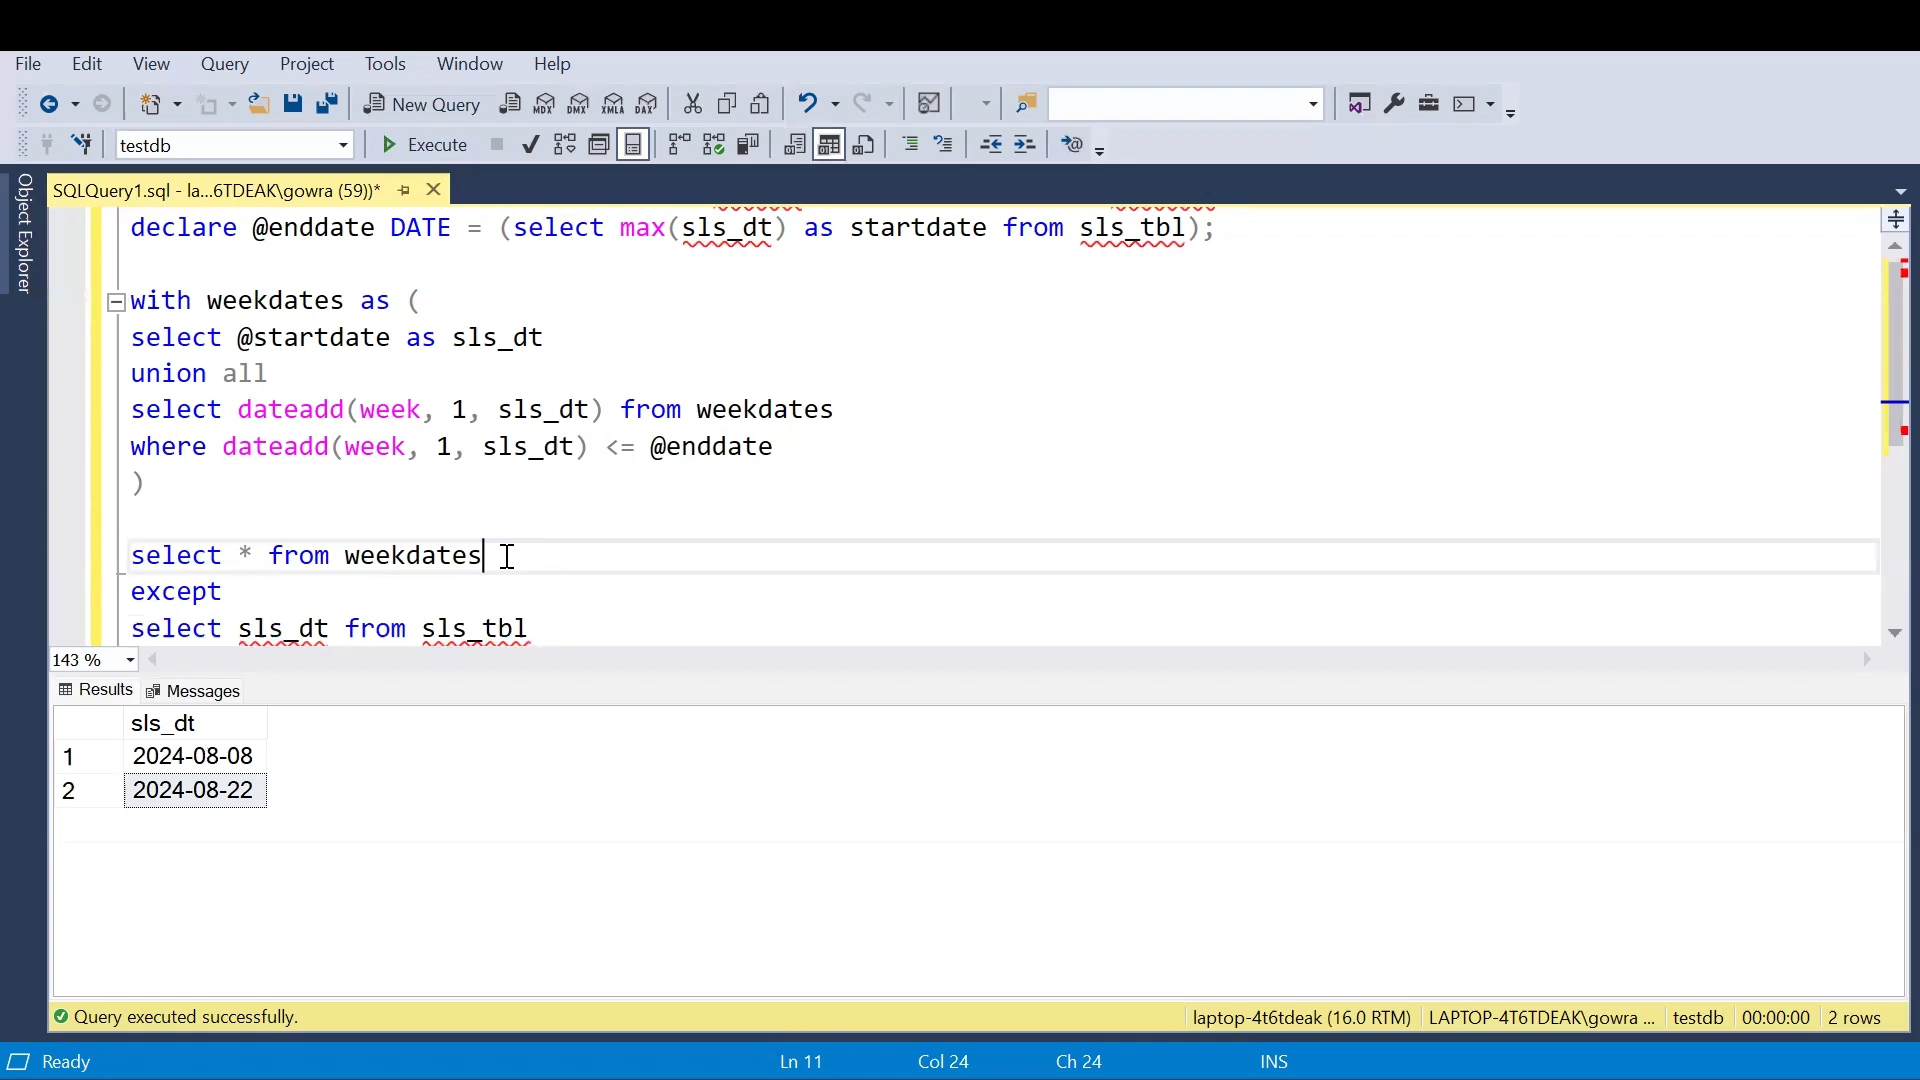 File Edit View Query Project Tools Window Help
New Query MDX DMX XMLA DAX
testdb Execute
SQLQuery1.sql - la...6TDEAK\gowra (59))*
Object Explorer
declare @enddate DATE = (select max(sls_dt) as startdate from sls_tbl);
with weekdates as (
select @startdate as sls_dt
union all
select dateadd(week, 1, sls_dt) from weekdates
where dateadd(week, 1, sls_dt) <= @enddate
)
select * from weekdates
except
select sls_dt from sls_tbl
143 %
Results Messages
sls_dt
1 2024-08-08
2 2024-08-22
Query executed successfully. laptop-4t6tdeak (16.0 RTM) LAPTOP-4T6TDEAK\gowra ... testdb 00:00:00 2 rows
Ready Ln 11 Col 24 Ch 24 INS